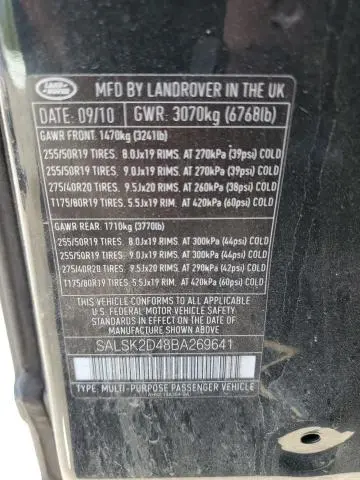 LAND ROVER
MFD BY LANDROVER IN THE UK
DATE: 09/10 GWR: 3070kg (6768lb)
GAWR FRONT: 1470kg (3241lb)
255/50R19 TIRES. 8.0Jx19 RIMS. AT 270kPa (39psi) COLD
255/50R19 TIRES. 9.0Jx19 RIMS. AT 270kPa (39psi) COLD
275/40R20 TIRES. 9.5Jx20 RIMS. AT 260kPa (38psi) COLD
T175/80R19 TIRES. 5.5Jx19 RIMS. AT 420kPa (60psi) COLD
GAWR REAR: 1710kg (3770lb)
255/50R19 TIRES. 8.0Jx19 RIMS. AT 300kPa (44psi) COLD
255/50R19 TIRES. 9.0Jx19 RIMS. AT 300kPa (44psi) COLD
275/40R20 TIRES. 9.5Jx20 RIMS. AT 290kPa (42psi) COLD
T175/80R19 TIRES. 5.5Jx19 RIMS. AT 420kPa (60psi) COLD
THIS VEHICLE CONFORMS TO ALL APPLICABLE
U.S. FEDERAL MOTOR VEHICLE SAFETY
STANDARDS IN EFFECT ON THE DATE OF
MANUFACTURE SHOWN ABOVE
SALSK2D48BA269641
TYPE: MULTI-PURPOSE PASSENGER VEHICLE